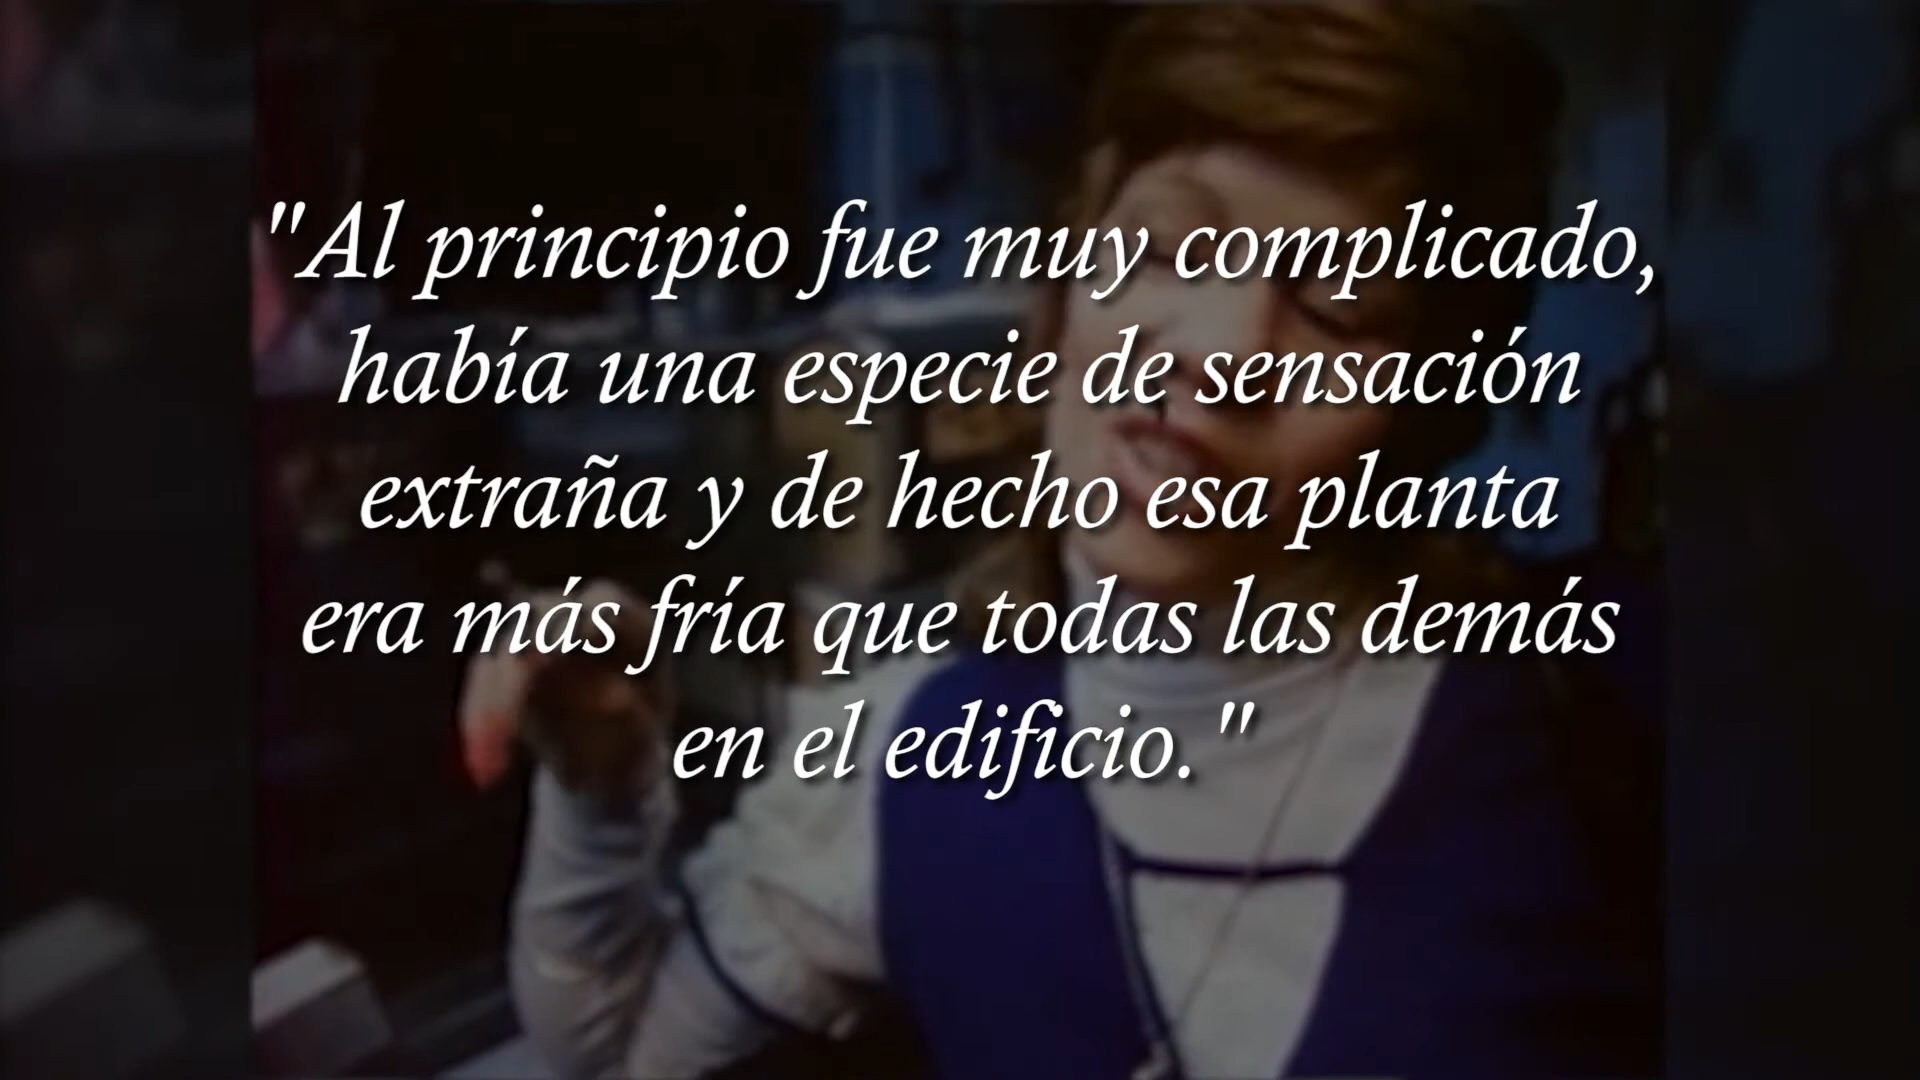 "Al principio fue muy complicado,
había una especie de sensación
extraña y de hecho esa planta
era más fría que todas las demás
en el edificio. "